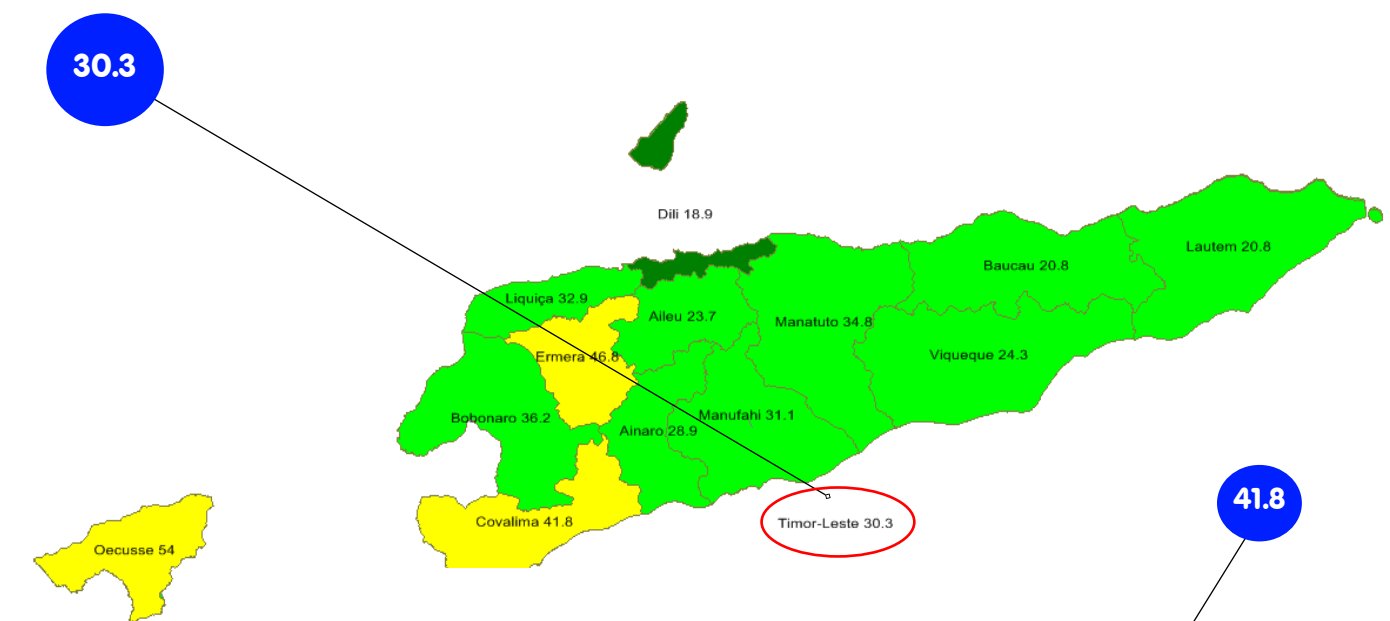 30.3
Dili 18.9
Lautem 20.8
Baucau 20.8
Liquiça 32.9
Aileu 23.7
Manatuto 34.8
Ermera 46.8
Viqueque 24.3
Bobonaro 36.2
Manufahi 31.1
Ainaro 28.9
41.8
Covalima 41.8
Timor-Leste 30.3
Oecusse 54